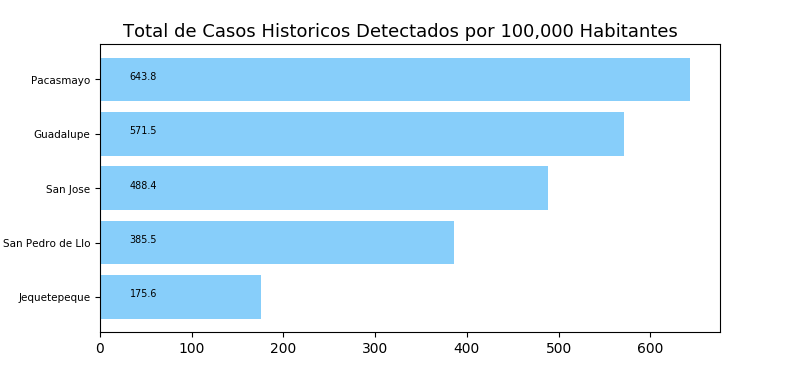 Total de Casos Historicos Detectados por 100,000 Habitantes
Pacasmayo 643.8
Guadalupe 571.5
San Jose 488.4
San Pedro de Llo 385.5
Jequetepeque 175.6
0 100 200 300 400 500 600